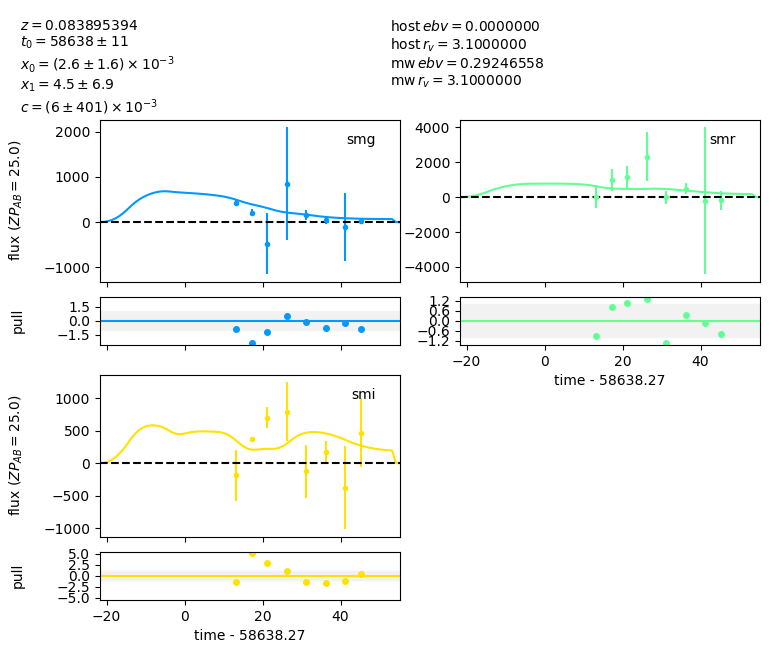 z = 0.083895394
t₀ = 58638 ± 11
x₀ = (2.6 ± 1.6) × 10⁻³
x₁ = 4.5 ± 6.9
c = (6 ± 401) × 10⁻³
host ebv = 0.0000000
host r_v = 3.1000000
mw ebv = 0.29246558
mw r_v = 3.1000000
flux (ZP_AB = 25.0)
2000
1000
0
−1000
smg
4000
2000
0
−2000
−4000
smr
pull
1.5
0.0
−1.5
1.2
0.6
0.0
−0.6
−1.2
−20 0 20 40
time - 58638.27
flux (ZP_AB = 25.0)
1000
500
0
−500
−1000
smi
pull
5.0
2.5
0.0
−2.5
−5.0
−20 0 20 40
time - 58638.27